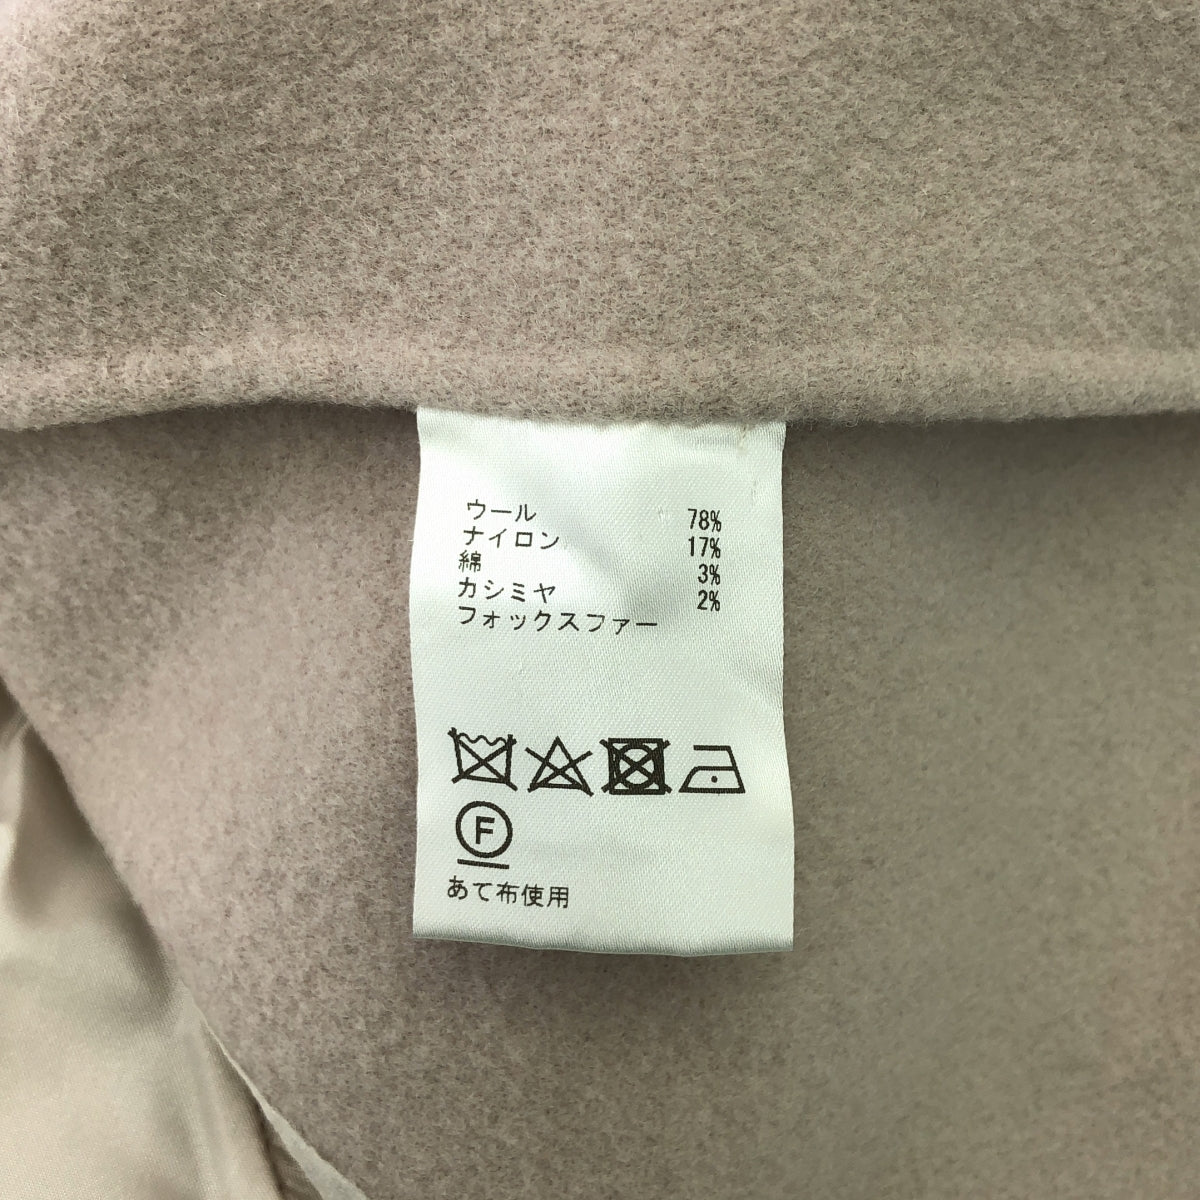 ウール 78%
ナイロン 17%
綿 3%
カシミヤ 2%
フォックスファー
F
あて布使用